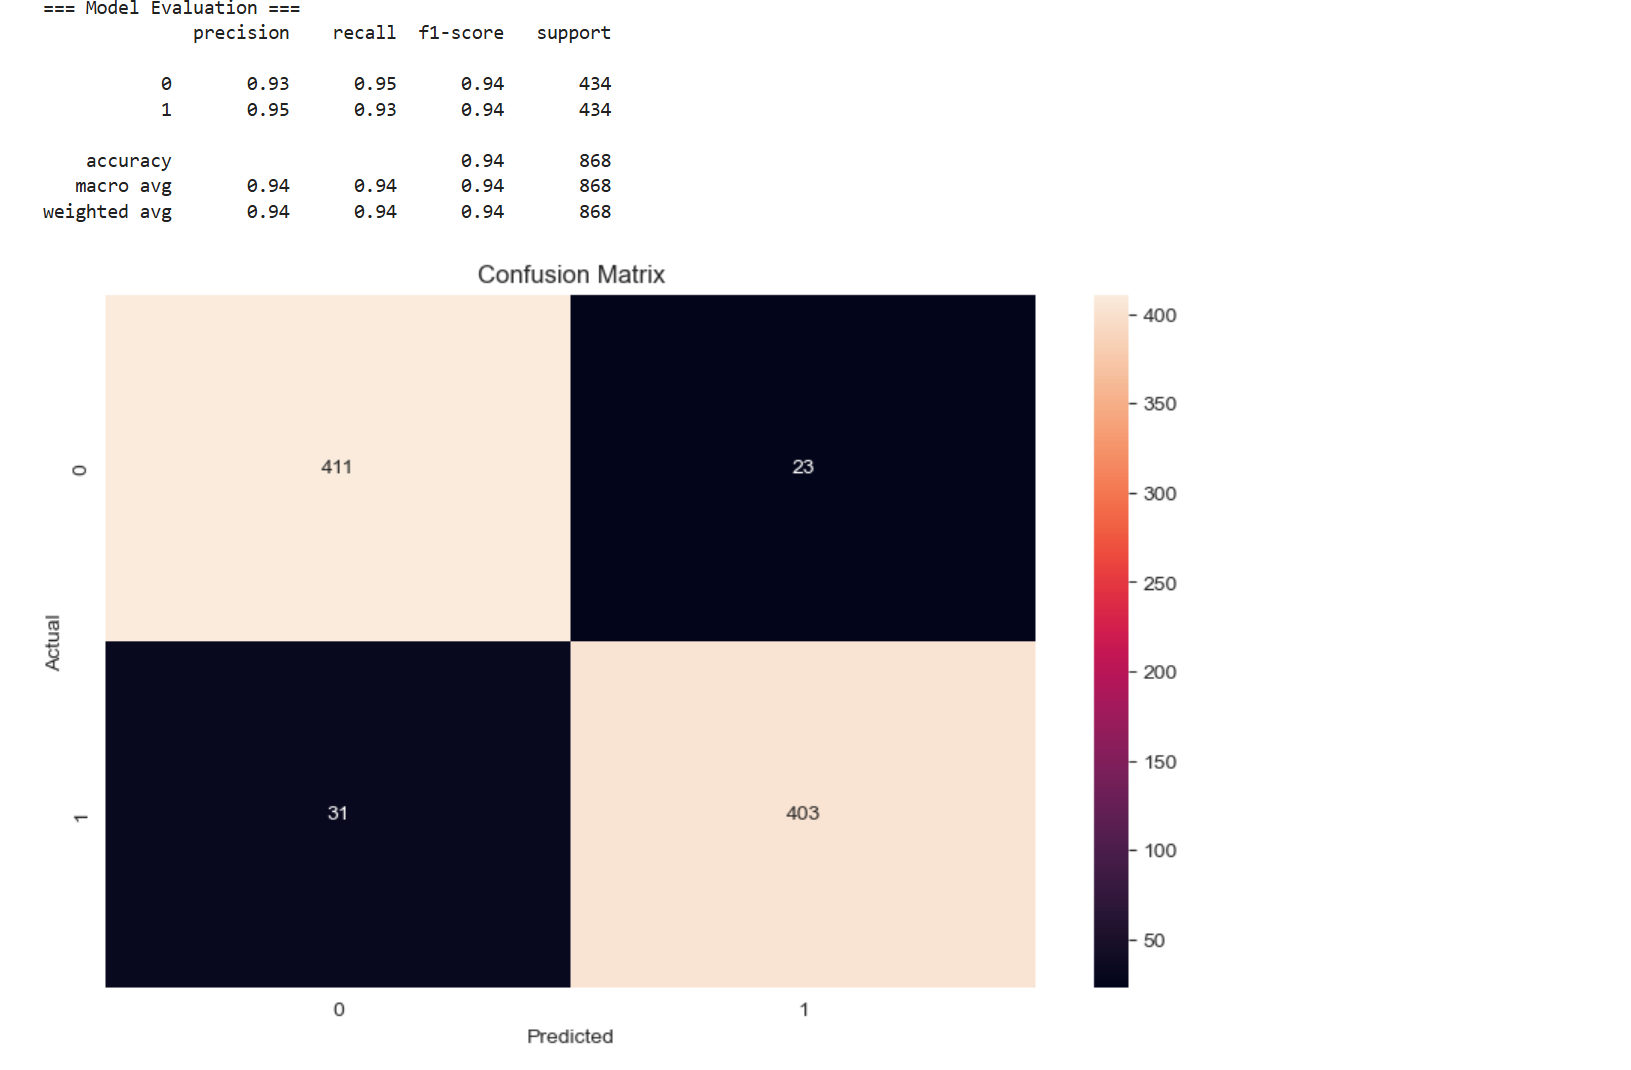 === Model Evaluation ===
precision recall f1-score support
0 0.93 0.95 0.94 434
1 0.95 0.93 0.94 434
accuracy 0.94 868
macro avg 0.94 0.94 0.94 868
weighted avg 0.94 0.94 0.94 868
Confusion Matrix
411 23
31 403
0
1
Actual
0 1
Predicted
400
350
300
250
200
150
100
50